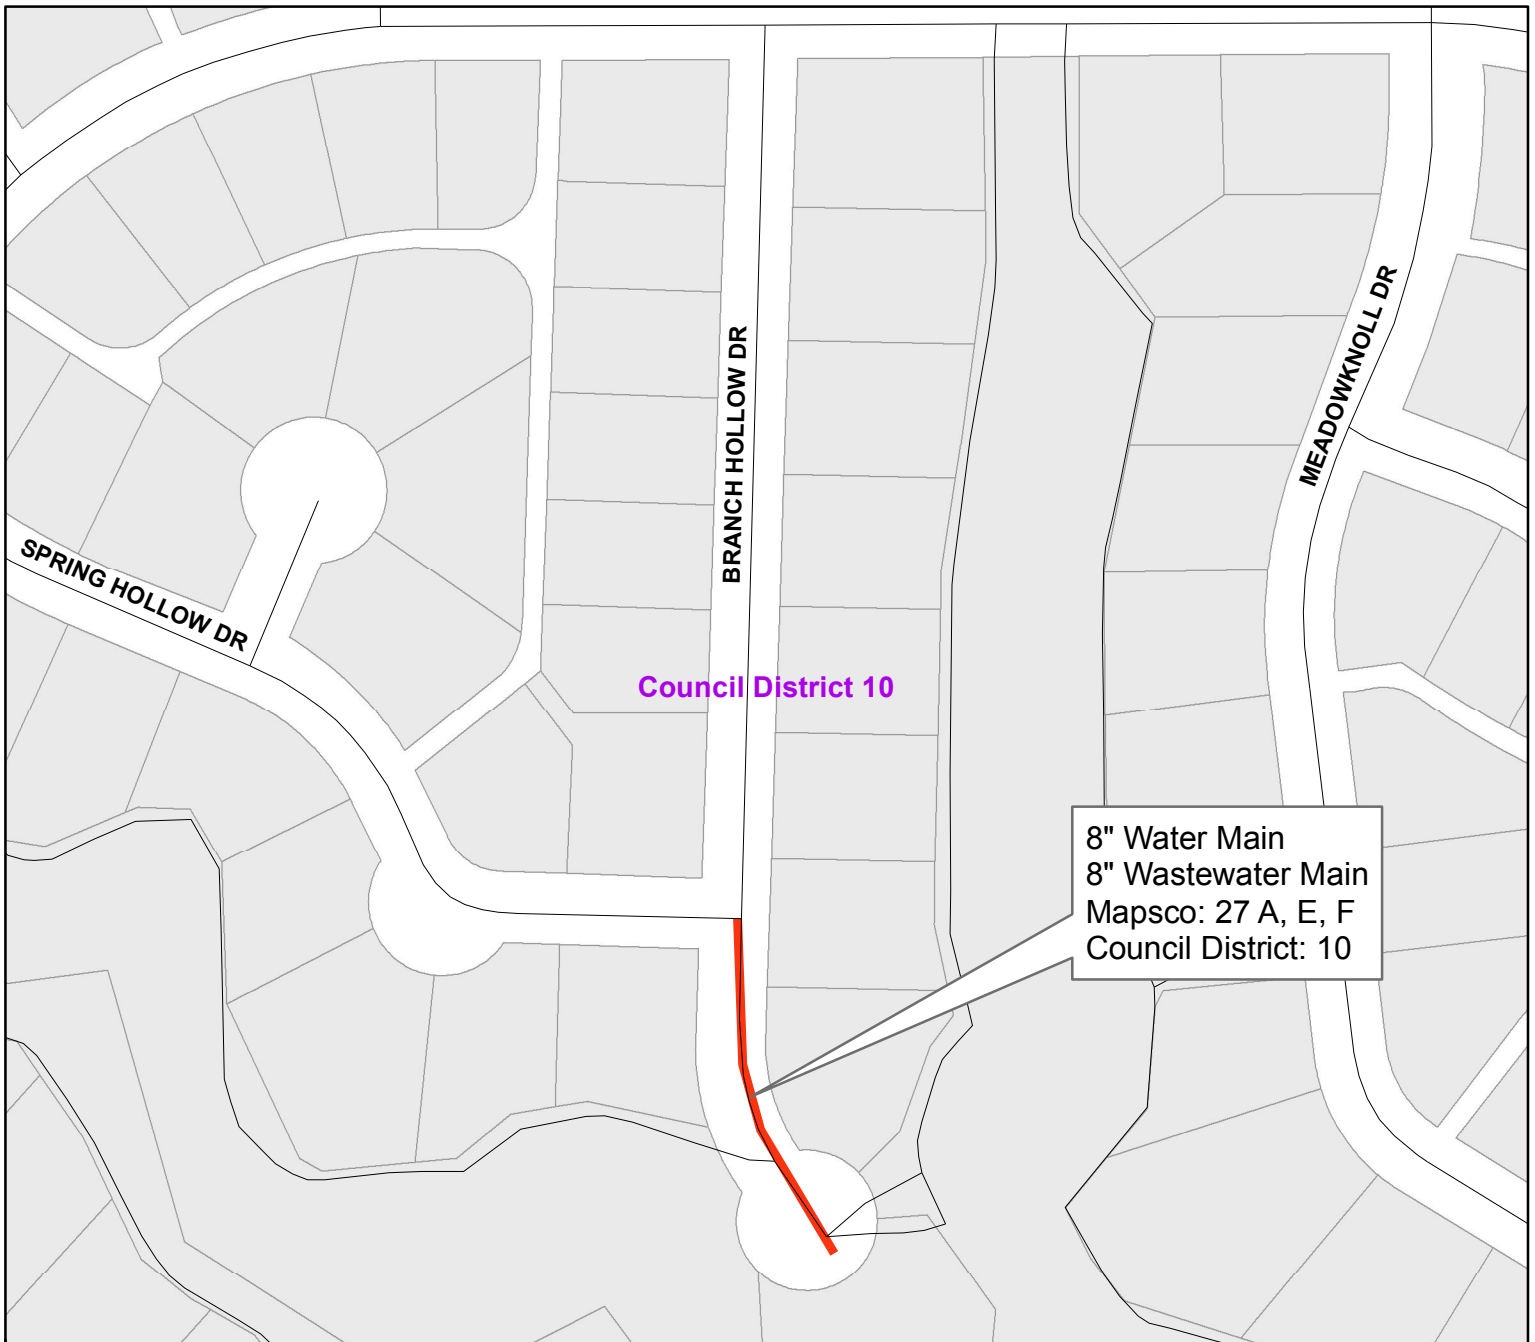 MEADOWKNOLL DR
BRANCH HOLLOW DR
SPRING HOLLOW DR
Council District 10
8" Water Main
8" Wastewater Main
Mapsco: 27 A, E, F
Council District: 10